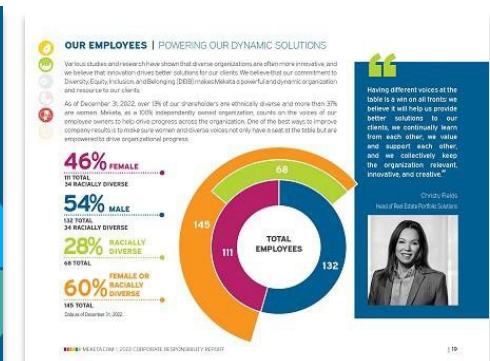 OUR EMPLOYEES | POWERING OUR DYNAMIC SOLUTIONS
Various studies and research have shown that diverse organizations are often more innovative, and
we believe that innovation drives better solutions for our clients. We believe that our commitment to
Diversity, Equity, Inclusion, and Belonging (DEIB) makes Meketa a powerful and dynamic organization
and resource to our clients.
As of December 31, 2022, over 13% of our shareholders are ethnically diverse and more than 37%
are women. Meketa, as a 100% independently owned organization, counts on the voices of our
employee owners to help drive progress across the organization. One of the best ways to improve
company results is to make sure women and diverse voices not only have a seat at the table but are
empowered to drive organizational progress.
46% FEMALE
111 TOTAL
34 RACIALLY DIVERSE
54% MALE
132 TOTAL
34 RACIALLY DIVERSE
28% RACIALLY
DIVERSE
68 TOTAL
60% FEMALE OR
RACIALLY
DIVERSE
145 TOTAL
Data as of December 31, 2022
68
145
111
132
TOTAL
EMPLOYEES
Having different voices at the
table is a win on all fronts: we
believe it will help us provide
better solutions to our
clients, we continually learn
from each other, we value
and support each other,
and we collectively keep
the organization relevant,
innovative, and creative."
Christy Fields
Head of Real Estate Portfolio Solutions
MEKETA.COM | 2022 CORPORATE RESPONSIBILITY REPORT
| 19